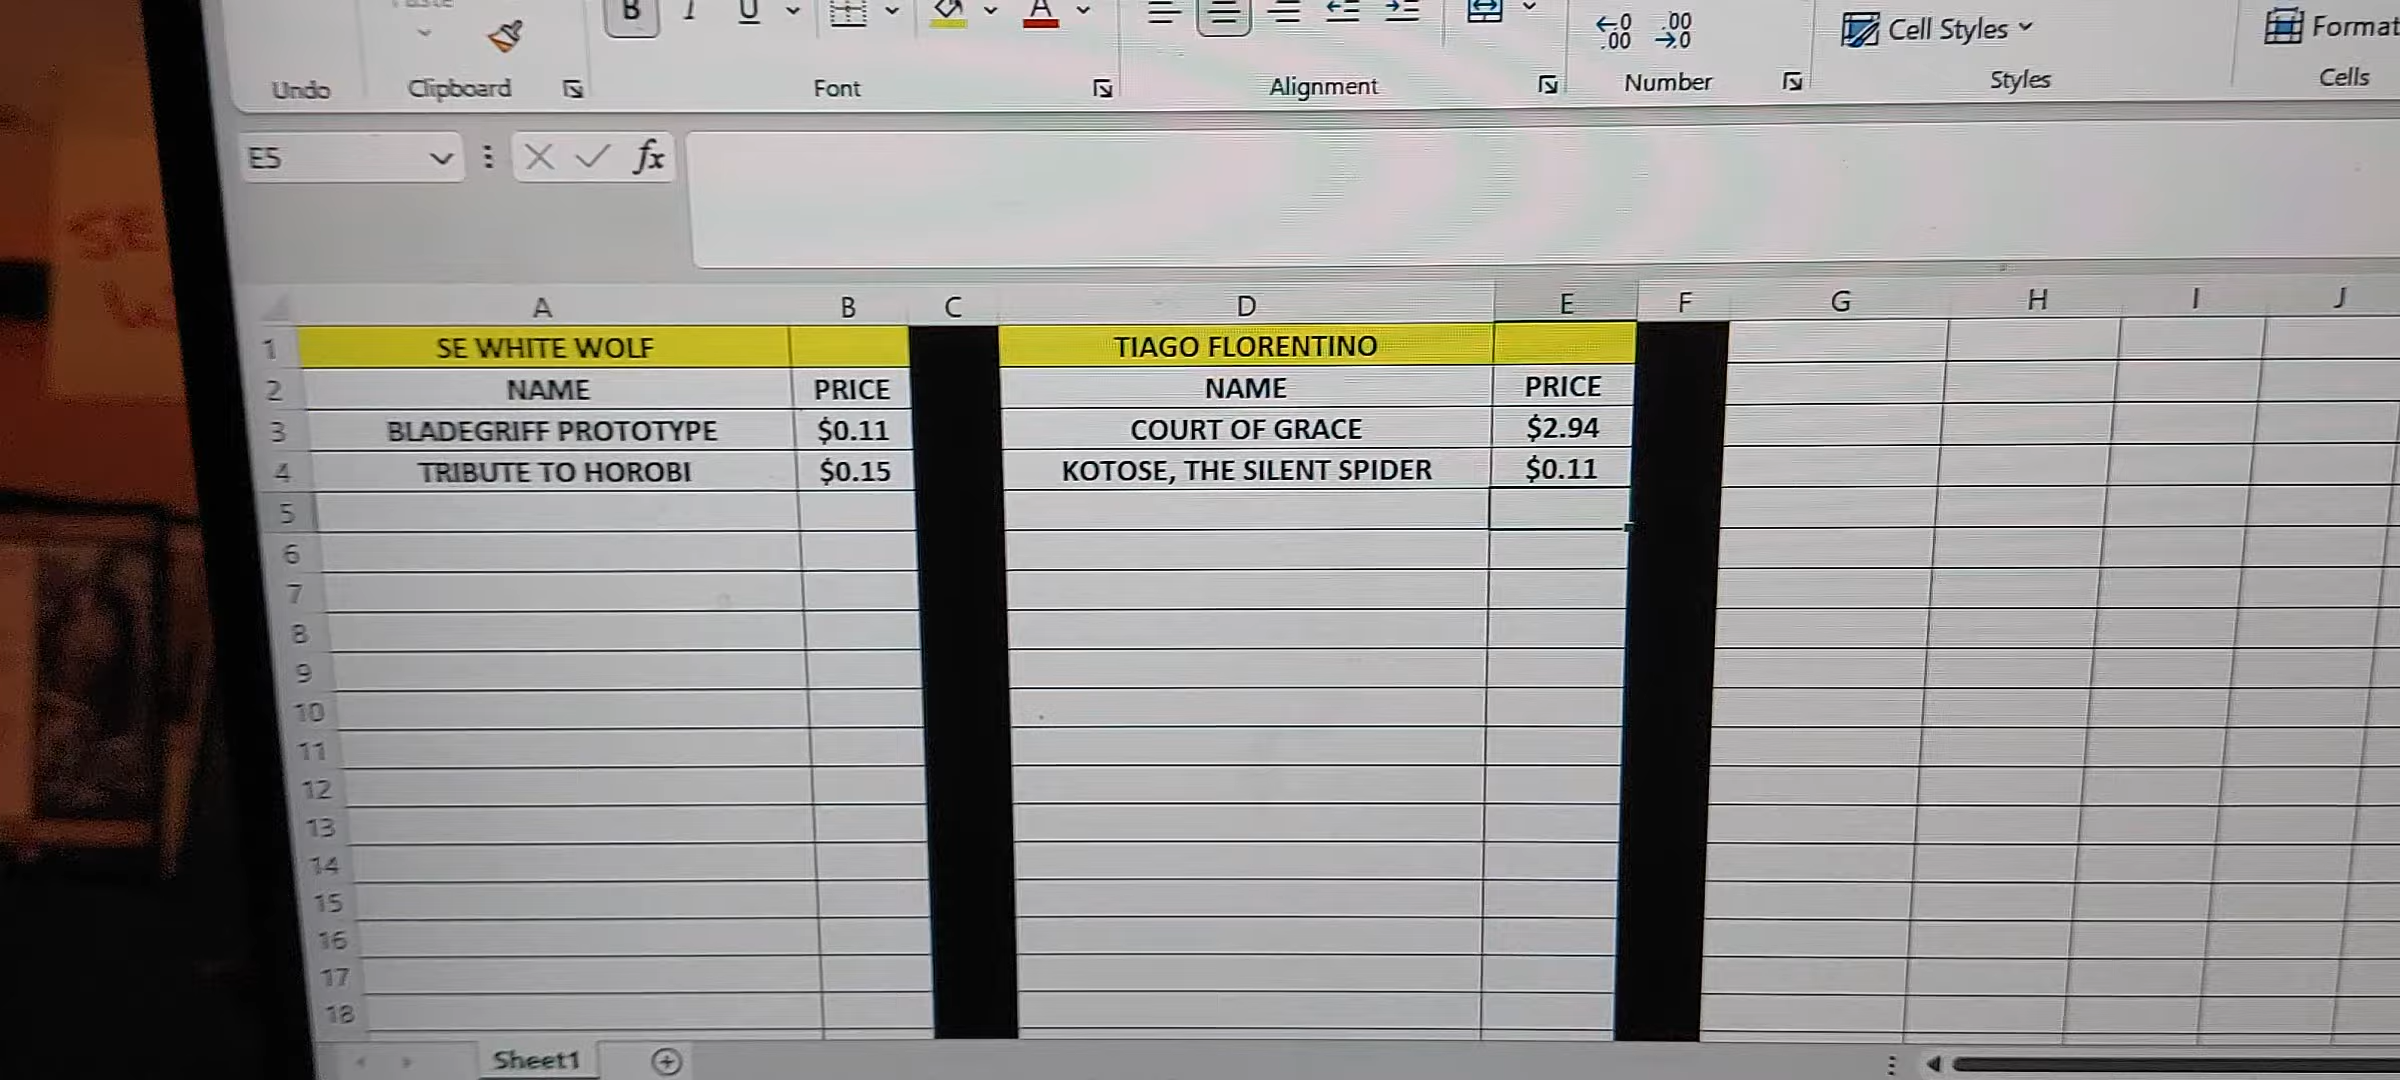 B I U A
Cell Styles
Format
Undo Clipboard Font Alignment Number Styles Cells
E5 fx
A B C D E F G H I J
1 SE WHITE WOLF TIAGO FLORENTINO
2 NAME PRICE NAME PRICE
3 BLADEGRIFF PROTOTYPE $0.11 COURT OF GRACE $2.94
4 TRIBUTE TO HOROBI $0.15 KOTOSE, THE SILENT SPIDER $0.11
5
6
7
8
9
10
11
12
13
14
15
16
17
18
Sheet1